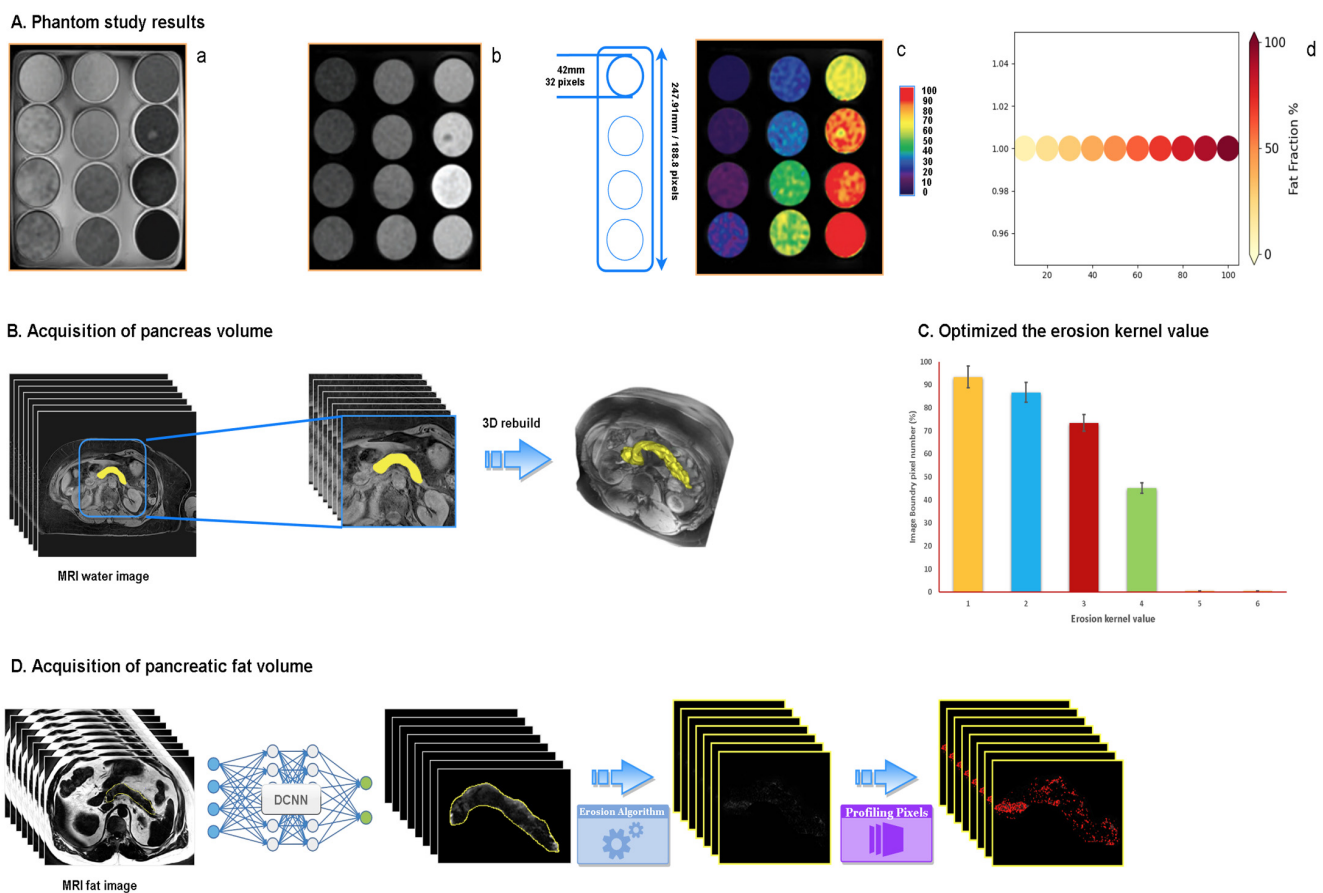 A. Phantom study results
a
b
42mm
32 pixels
247.91mm / 188.8 pixels
c
100
90
80
70
60
50
40
30
20
10
0
d
1.04
1.02
1.00
0.98
0.96
20
40
60
80
100
100
50
0
Fat Fraction %
B. Acquisition of pancreas volume
MRI water image
3D rebuild
C. Optimized the erosion kernel value
Image Boundry pixel number (%)
100
90
80
70
60
50
40
30
20
10
0
1
2
3
4
5
6
Erosion kernel value
D. Acquisition of pancreatic fat volume
MRI fat image
DCNN
Erosion Algorithm
Profiling Pixels